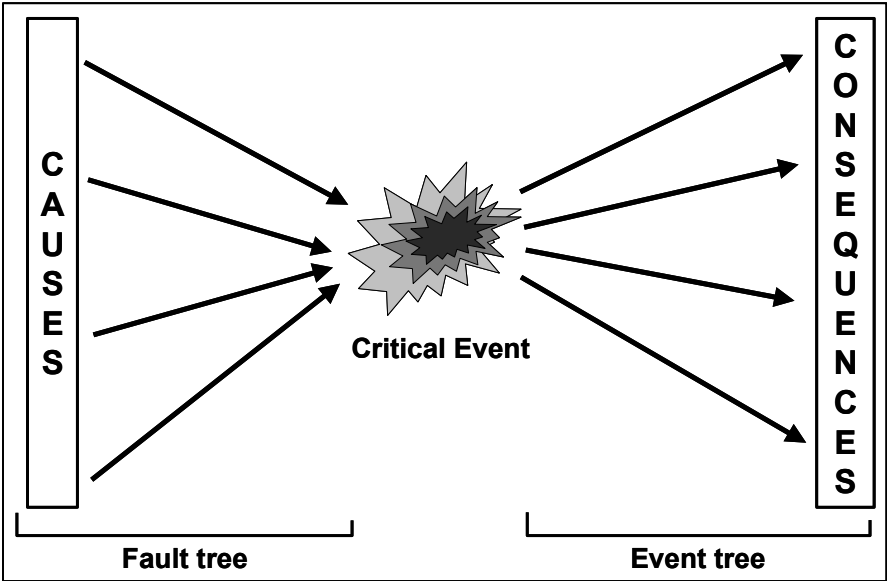 CAUSES
Critical Event
CONSEQUENCES
Fault tree
Event tree